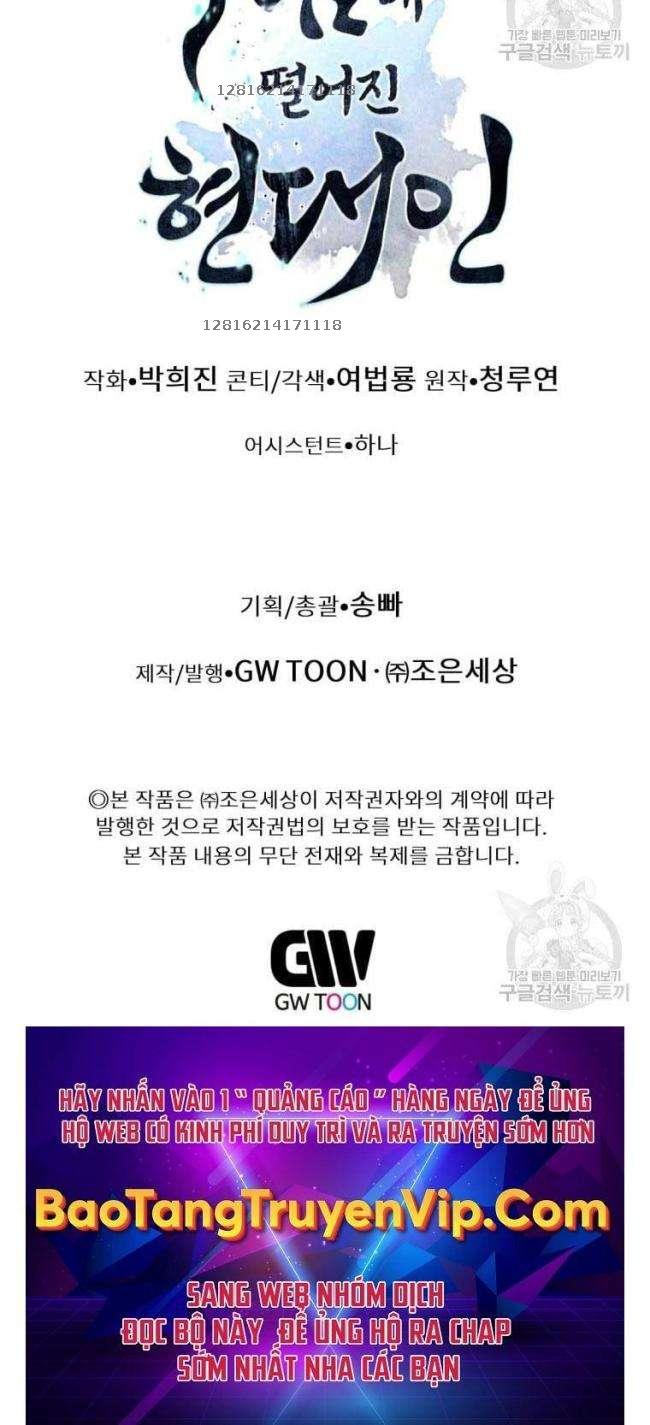 가장 빠른 웹툰 미리보기
구글검색 뉴토끼
떨어진
12816214171118
현대인
12816214171118
작화•박희진 콘티/각색•여법룡 원작•청루연
어시스턴트•하나
기획/총괄•송빠
제작/발행•GW TOON · ㈜조은세상
◎본 작품은 ㈜조은세상이 저작권자와의 계약에 따라
발행한 것으로 저작권법의 보호를 받는 작품입니다.
본 작품 내용의 무단 전재와 복제를 금합니다.
가장 빠른 웹툰 미리보기
구글검색 뉴토끼
GW
GW TOON
HÃY NHẤN VÀO 1 “ QUẢNG CÁO ” HÀNG NGÀY ĐỂ ỦNG
HỘ WEB CÓ KINH PHÍ DUY TRÌ VÀ RA TRUYỆN SỚM HƠN
BaoTangTruyenVip.Com
SANG WEB NHÓM DỊCH
ĐỌC BỘ NÀY ĐỂ ỦNG HỘ RA CHAP
SỚM NHẤT NHA CÁC BẠN